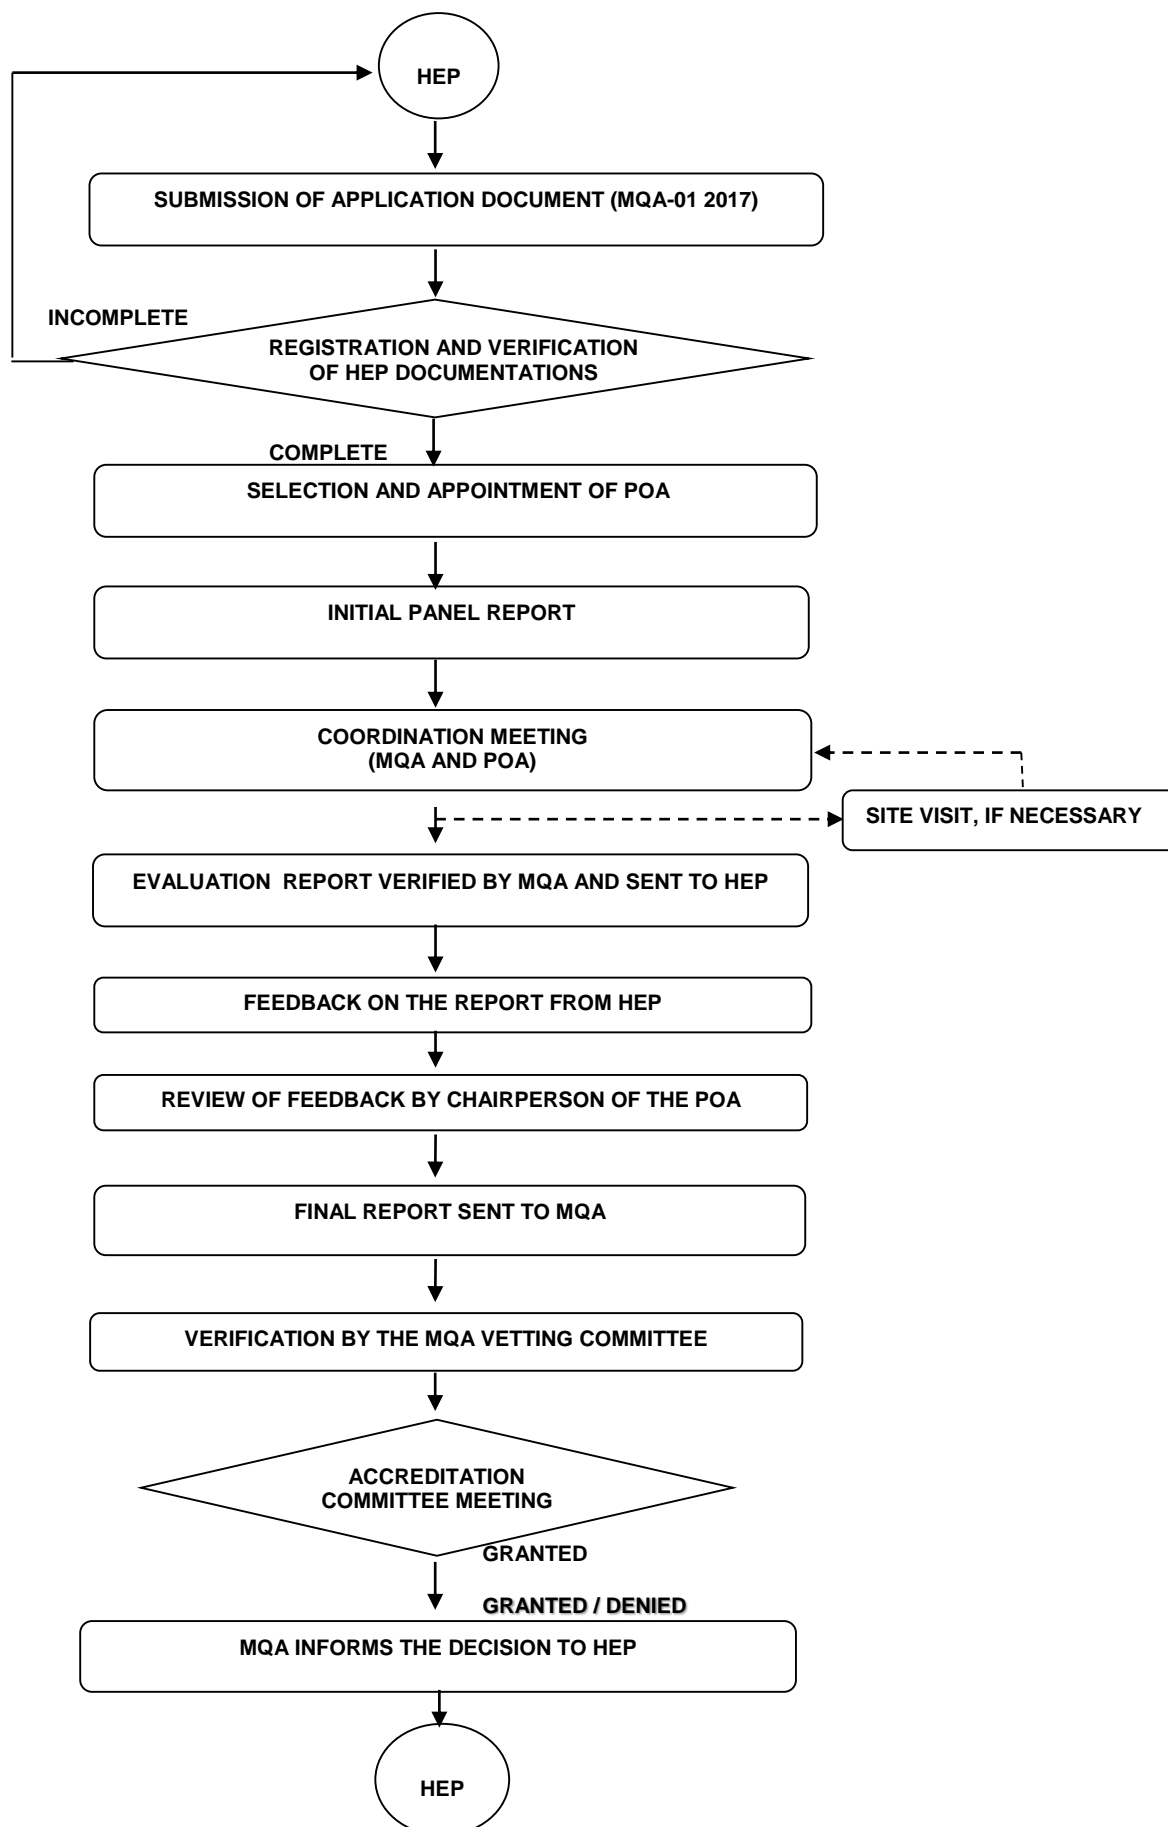 HEP
SUBMISSION OF APPLICATION DOCUMENT (MQA-01 2017)
INCOMPLETE
REGISTRATION AND VERIFICATION
OF HEP DOCUMENTATIONS
COMPLETE
SELECTION AND APPOINTMENT OF POA
INITIAL PANEL REPORT
COORDINATION MEETING
(MQA AND POA)
SITE VISIT, IF NECESSARY
EVALUATION  REPORT VERIFIED BY MQA AND SENT TO HEP
FEEDBACK ON THE REPORT FROM HEP
REVIEW OF FEEDBACK BY CHAIRPERSON OF THE POA
FINAL REPORT SENT TO MQA
VERIFICATION BY THE MQA VETTING COMMITTEE
ACCREDITATION
COMMITTEE MEETING
GRANTED
GRANTED / DENIED
MQA INFORMS THE DECISION TO HEP
HEP